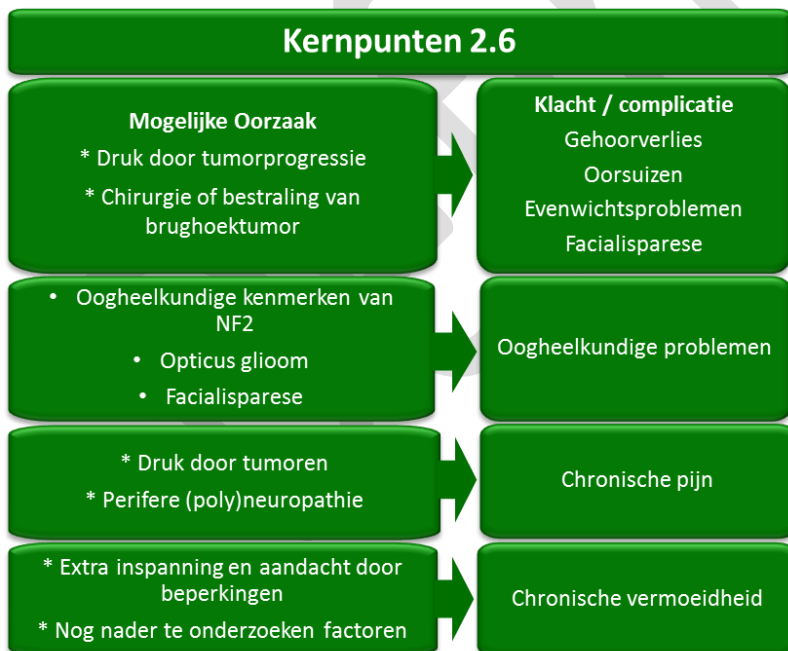 Kernpunten 2.6
Mogelijke Oorzaak
* Druk door tumorprogressie
* Chirurgie of bestraling van
brughoektumor
Klacht / complicatie
Gehoorverlies
Oorsuizen
Evenwichtsproblemen
Facialisparese
• Oogheelkundige kenmerken van
NF2
• Opticus glioom
• Facialisparese
Oogheelkundige problemen
* Druk door tumoren
* Perifere (poly)neuropathie
Chronische pijn
* Extra inspanning en aandacht door
beperkingen
* Nog nader te onderzoeken factoren
Chronische vermoeidheid